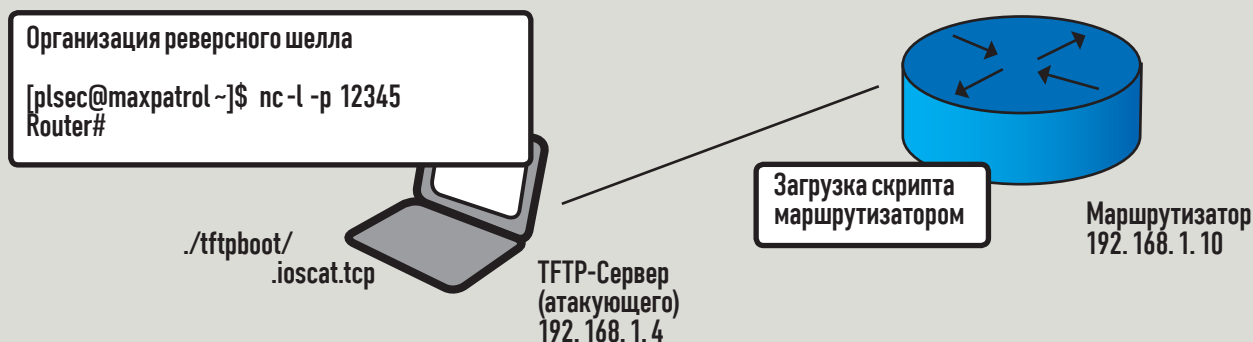 Организация реверсного шелла
[plsec@maxpatrol ~]$ nc -l -p 12345
Router#
./tftpboot/
.ioscat.tcp
TFTP-Сервер
(атакующего)
192. 168. 1. 4
Загрузка скрипта
маршрутизатором
Маршрутизатор
192. 168. 1. 10